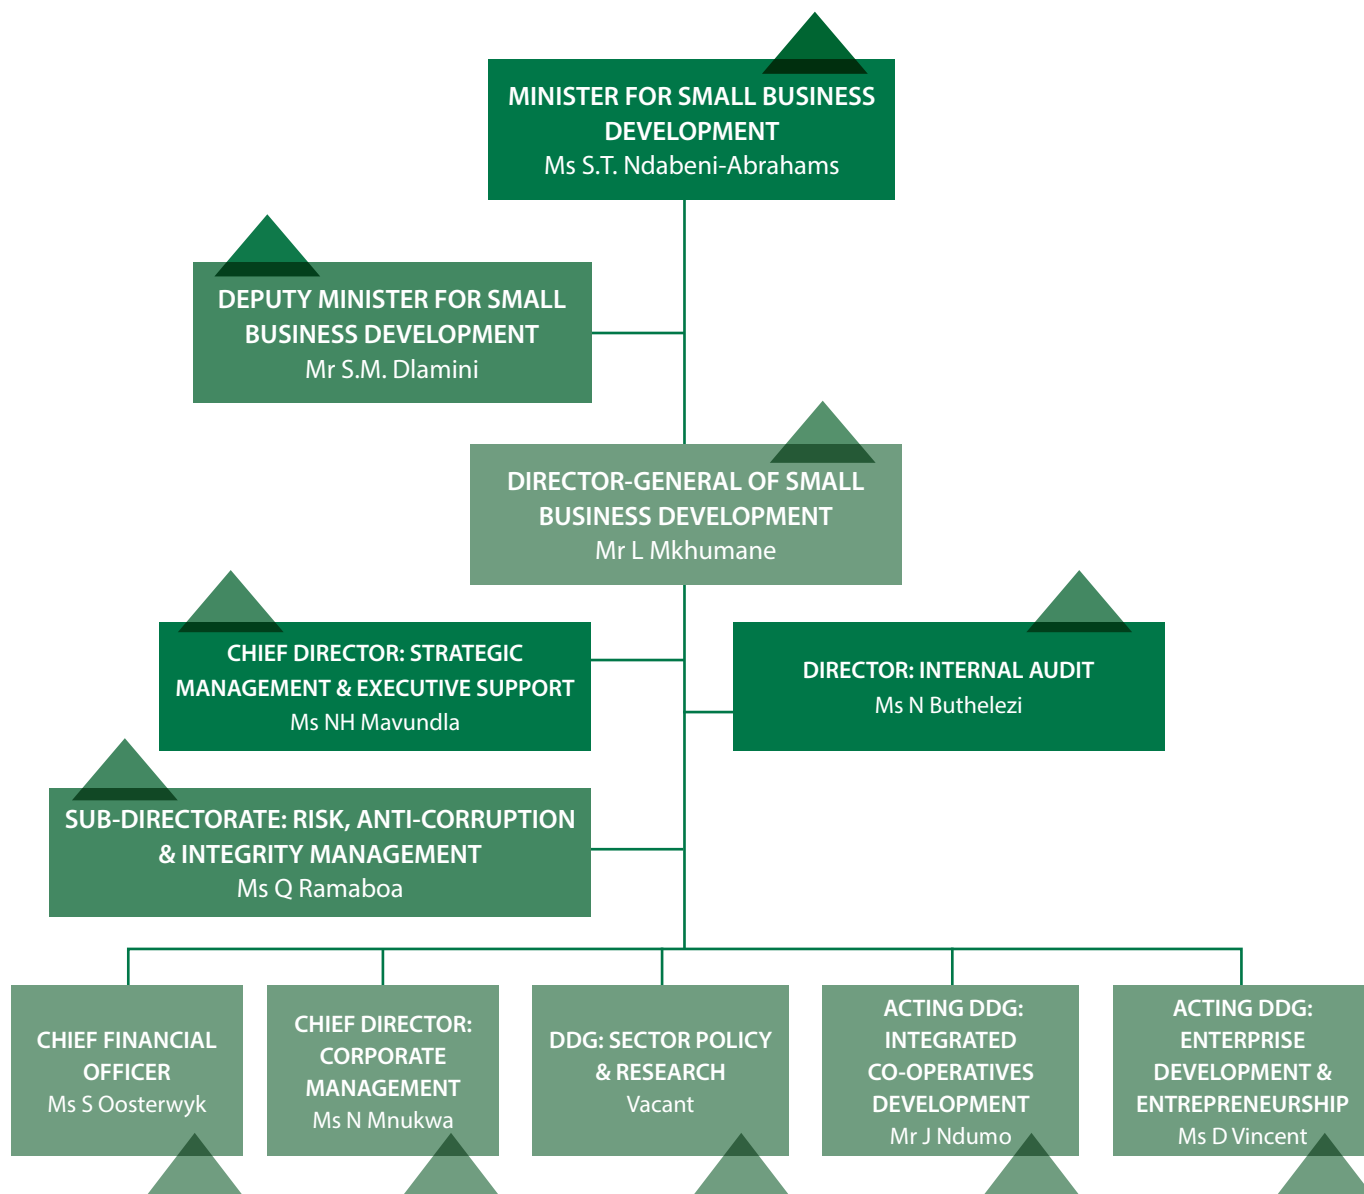 MINISTER FOR SMALL BUSINESS
DEVELOPMENT
Ms S.T. Ndabeni-Abrahams
DEPUTY MINISTER FOR SMALL
BUSINESS DEVELOPMENT
Mr S.M. Dlamini
DIRECTOR-GENERAL OF SMALL
BUSINESS DEVELOPMENT
Mr L Mkhumane
CHIEF DIRECTOR: STRATEGIC
MANAGEMENT & EXECUTIVE SUPPORT
Ms NH Mavundla
DIRECTOR: INTERNAL AUDIT
Ms N Buthelezi
SUB-DIRECTORATE: RISK, ANTI-CORRUPTION
& INTEGRITY MANAGEMENT
Ms Q Ramaboa
CHIEF FINANCIAL
OFFICER
Ms S Oosterwyk
CHIEF DIRECTOR:
CORPORATE
MANAGEMENT
Ms N Mnukwa
DDG: SECTOR POLICY
& RESEARCH
Vacant
ACTING DDG:
INTEGRATED
CO-OPERATIVES
DEVELOPMENT
Mr J Ndumo
ACTING DDG:
ENTERPRISE
DEVELOPMENT &
ENTREPRENEURSHIP
Ms D Vincent